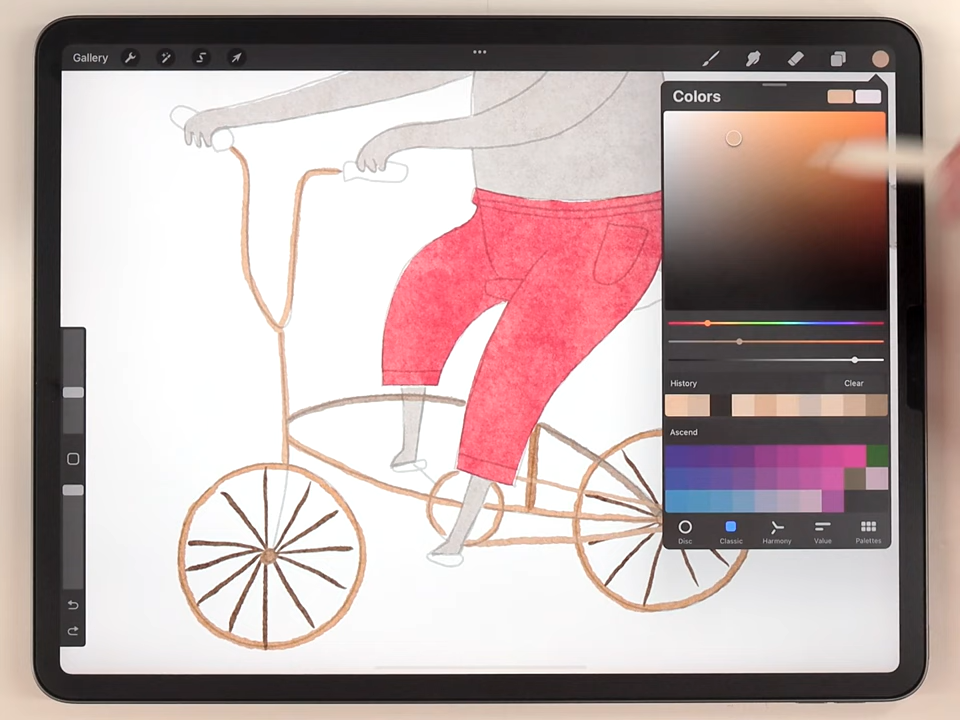 Gallery
Colors
History Clear
Ascend
Disc Classic Harmony Value Palettes